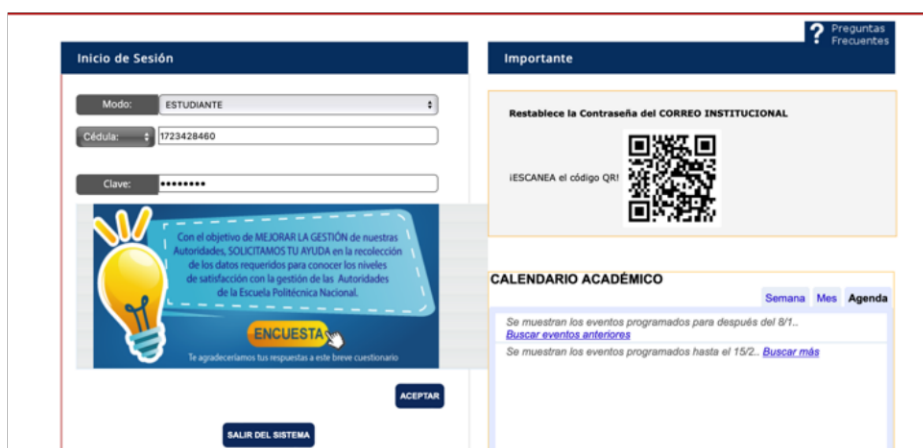 ? Preguntas
Frecuentes
Inicio de Sesión
Modo: ESTUDIANTE
Cédula: 1723428460
Clave: ••••••••
Con el objetivo de MEJORAR LA GESTIÓN de nuestras
Autoridades, SOLICITAMOS TU AYUDA en la recolección
de los datos requeridos para conocer los niveles
de satisfacción con la gestión de las Autoridades
de la Escuela Politécnica Nacional.
ENCUESTA
Te agradeceríamos tus respuestas a este breve cuestionario
ACEPTAR
SALIR DEL SISTEMA
Importante
Restablece la Contraseña del CORREO INSTITUCIONAL
¡ESCANEA el código QR!
CALENDARIO ACADÉMICO
Semana Mes Agenda
Se muestran los eventos programados para después del 8/1..
Buscar eventos anteriores
Se muestran los eventos programados hasta el 15/2.. Buscar más